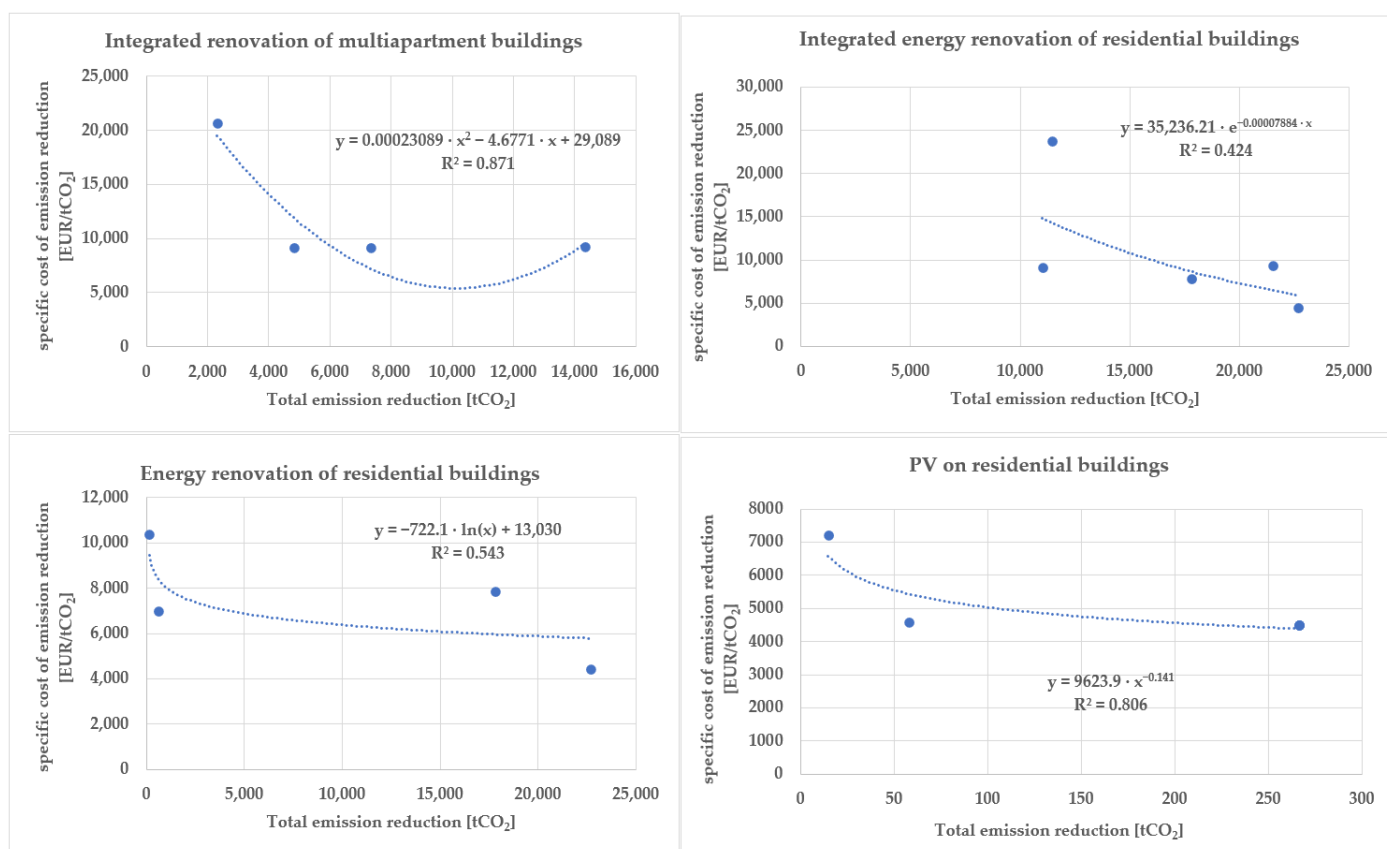 Integrated renovation of multiapartment buildings
specific cost of emission reduction
[EUR/tCO₂]
25,000
20,000
15,000
10,000
5,000
0
y = 0.00023089 · x² − 4.6771 · x + 29,089
R² = 0.871
0 2,000 4,000 6,000 8,000 10,000 12,000 14,000 16,000
Total emission reduction [tCO₂]
Integrated energy renovation of residential buildings
specific cost of emission reduction
[EUR/tCO₂]
30,000
25,000
20,000
15,000
10,000
5,000
0
y = 35,236.21 · e^−0.00007884 · x
R² = 0.424
0 5,000 10,000 15,000 20,000 25,000
Total emission reduction [tCO₂]
Energy renovation of residential buildings
specific cost of emission reduction
[EUR/tCO₂]
12,000
10,000
8,000
6,000
4,000
2,000
0
y = −722.1 · ln(x) + 13,030
R² = 0.543
0 5,000 10,000 15,000 20,000 25,000
Total emission reduction [tCO₂]
PV on residential buildings
specific cost of emission reduction
[EUR/tCO₂]
8000
7000
6000
5000
4000
3000
2000
1000
0
y = 9623.9 · x^−0.141
R² = 0.806
0 50 100 150 200 250 300
Total emission reduction [tCO₂]